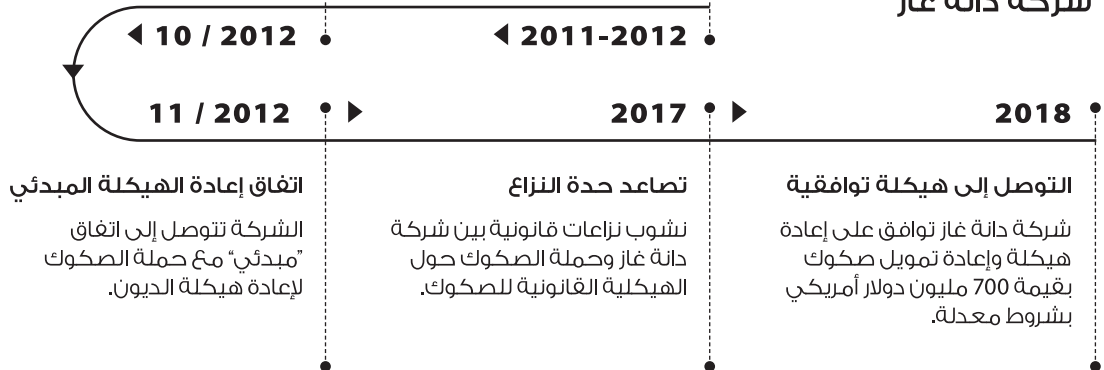 شركة دانة غاز
2011-2012
10 / 2012
11 / 2012
اتفاق إعادة الهيكلة المبدئي
الشركة تتوصل إلى اتفاق
"مبدئي" مع حملة الصكوك
لإعادة هيكلة الديون.
2017
تصاعد حدة النزاع
نشوب نزاعات قانونية بين شركة
دانة غاز وحملة الصكوك حول
الهيكلية القانونية للصكوك.
2018
التوصل إلى هيكلة توافقية
شركة دانة غاز توافق على إعادة
هيكلة وإعادة تمويل صكوك
بقيمة 700 مليون دولار أمريكي
بشروط معدلة.